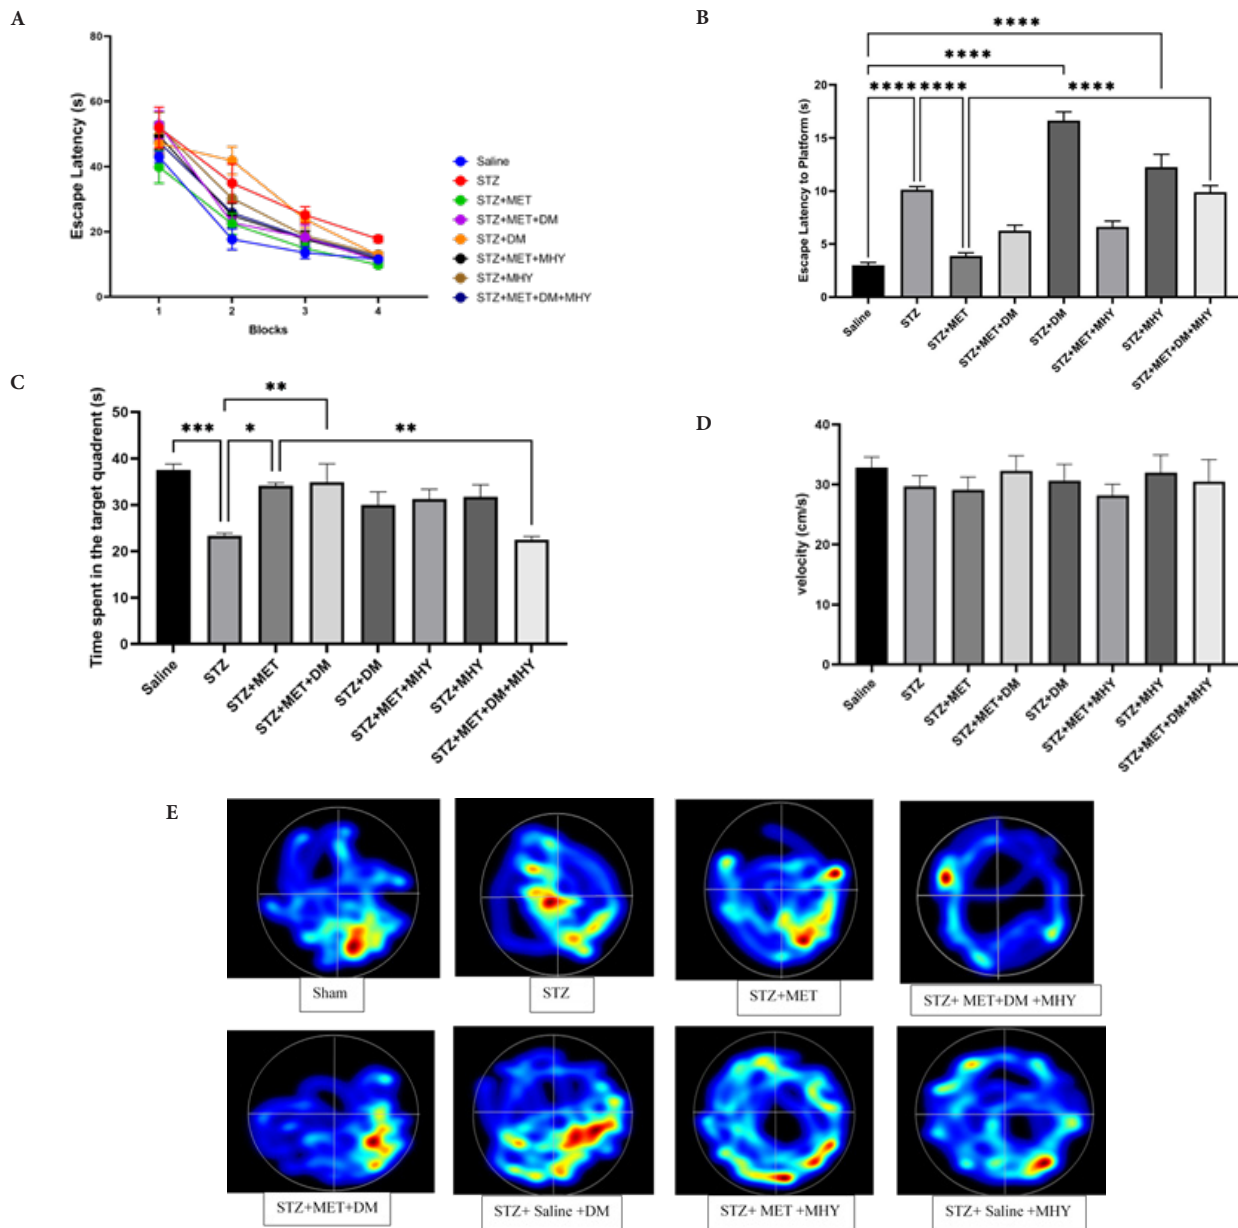 A
80
60
40
20
0
Escape Latency (s)
1 2 3 4
Blocks
Saline
STZ
STZ+MET
STZ+MET+DM
STZ+DM
STZ+MET+MHY
STZ+MHY
STZ+MET+DM+MHY
B
****
****
**** **** ****
20
15
10
5
0
Escape Latency to Platform (s)
Saline
STZ
STZ+MET
STZ+MET+DM
STZ+DM
STZ+MET+MHY
STZ+MHY
STZ+MET+DM+MHY
C
**
*** * **
50
40
30
20
10
0
Time spent in the target quadrent (s)
Saline
STZ
STZ+MET
STZ+MET+DM
STZ+DM
STZ+MET+MHY
STZ+MHY
STZ+MET+DM+MHY
D
40
30
20
10
0
velocity (cm/s)
Saline
STZ
STZ+MET
STZ+MET+DM
STZ+DM
STZ+MET+MHY
STZ+MHY
STZ+MET+DM+MHY
E
Sham
STZ
STZ+MET
STZ+ MET+DM +MHY
STZ+MET+DM
STZ+ Saline +DM
STZ+ MET +MHY
STZ+ Saline +MHY